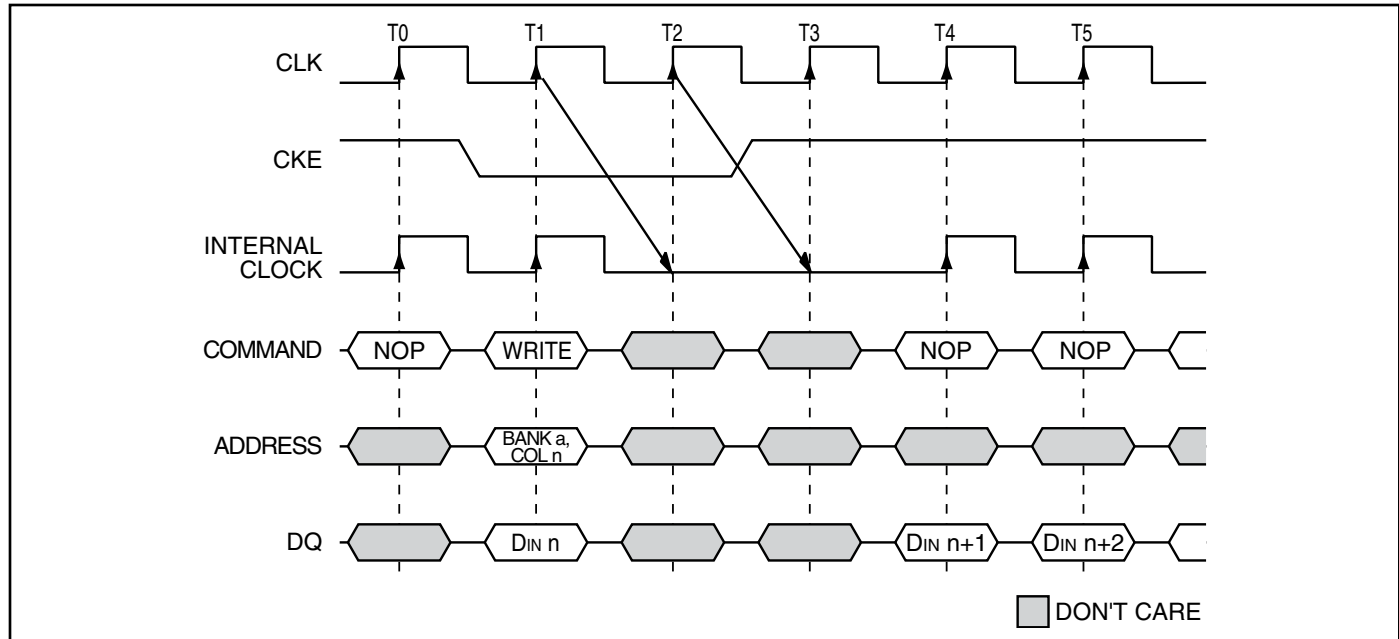 T0 T1 T2 T3 T4 T5
CLK
CKE
INTERNAL
CLOCK
COMMAND NOP WRITE NOP NOP
ADDRESS BANK a,
COL n
DQ DIN n DIN n+1 DIN n+2
DON'T CARE